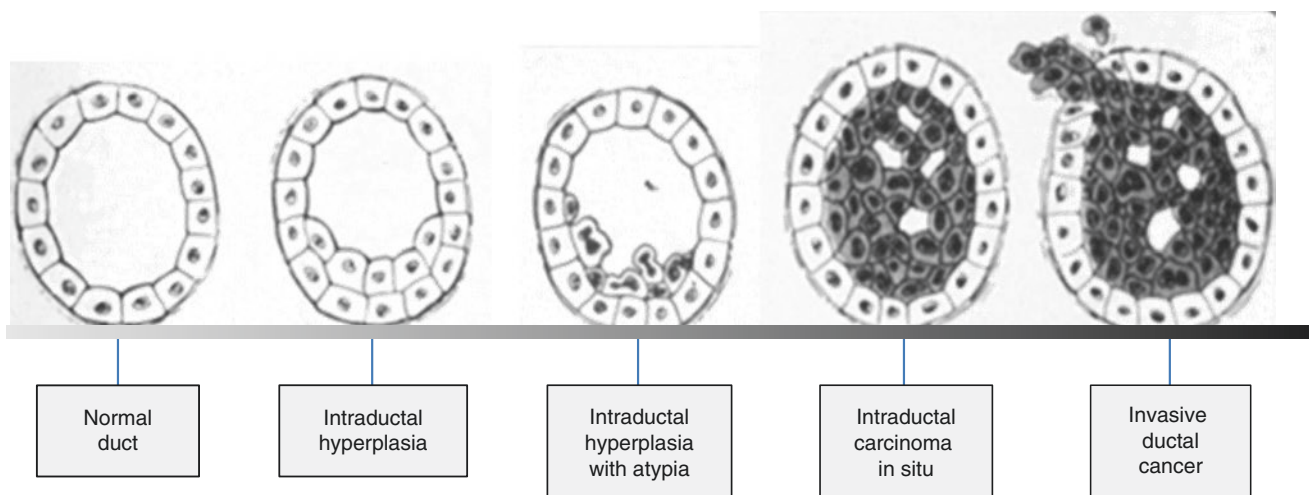 Normal
duct
Intraductal
hyperplasia
Intraductal
hyperplasia
with atypia
Intraductal
carcinoma
in situ
Invasive
ductal
cancer